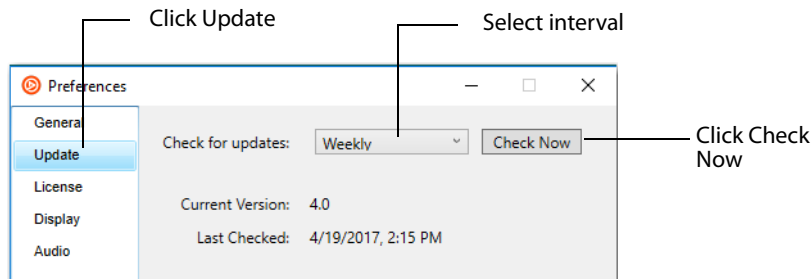 Click Update
Select interval
Preferences
General
Update
License
Display
Audio
Check for updates:
Weekly
Check Now
Click Check
Now
Current Version: 4.0
Last Checked: 4/19/2017, 2:15 PM